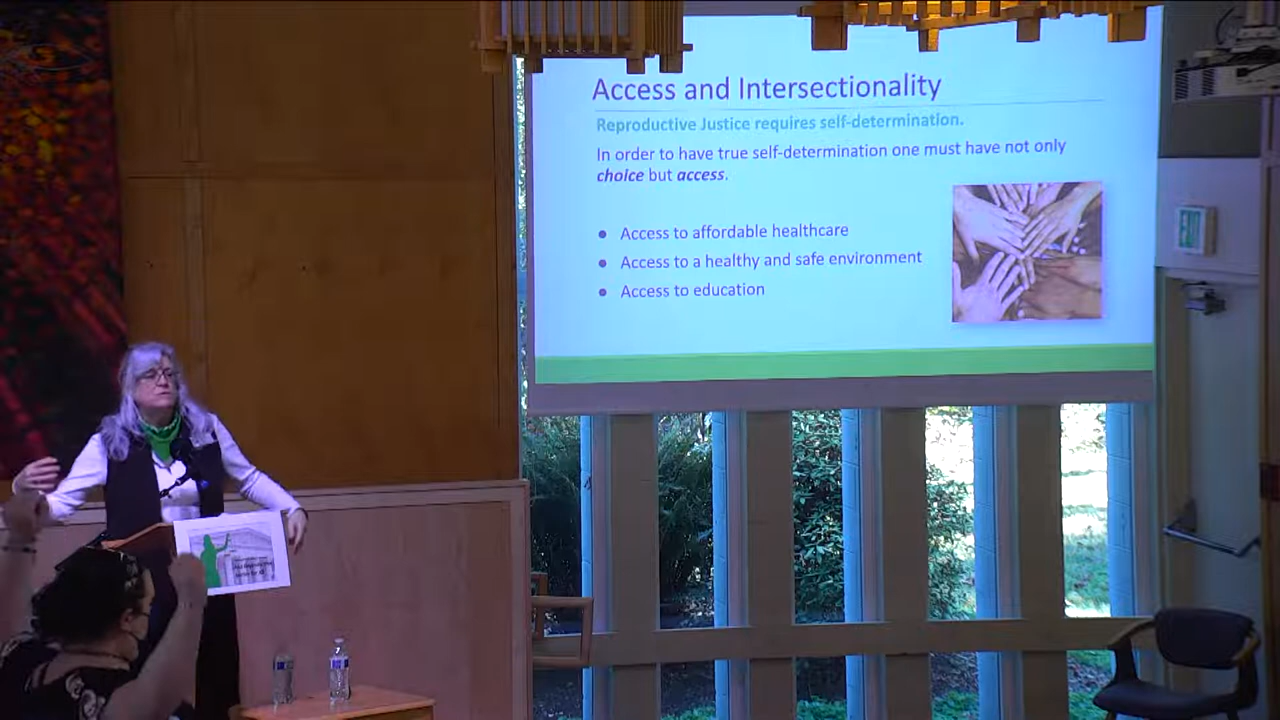 Access and Intersectionality
Reproductive Justice requires self-determination.
In order to have true self-determination one must have not only
choice but access.
● Access to affordable healthcare
● Access to a healthy and safe environment
● Access to education
EXIT